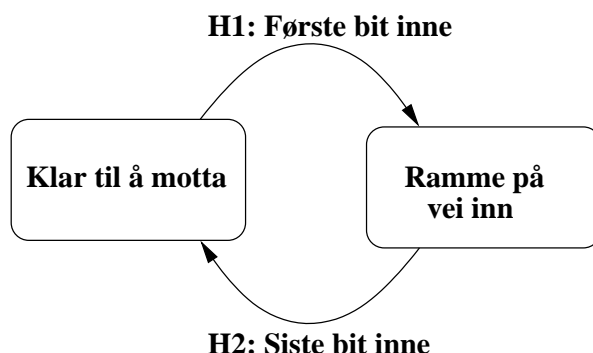 H1: Første bit inne
Klar til å motta
Ramme på
vei inn
H2: Siste bit inne